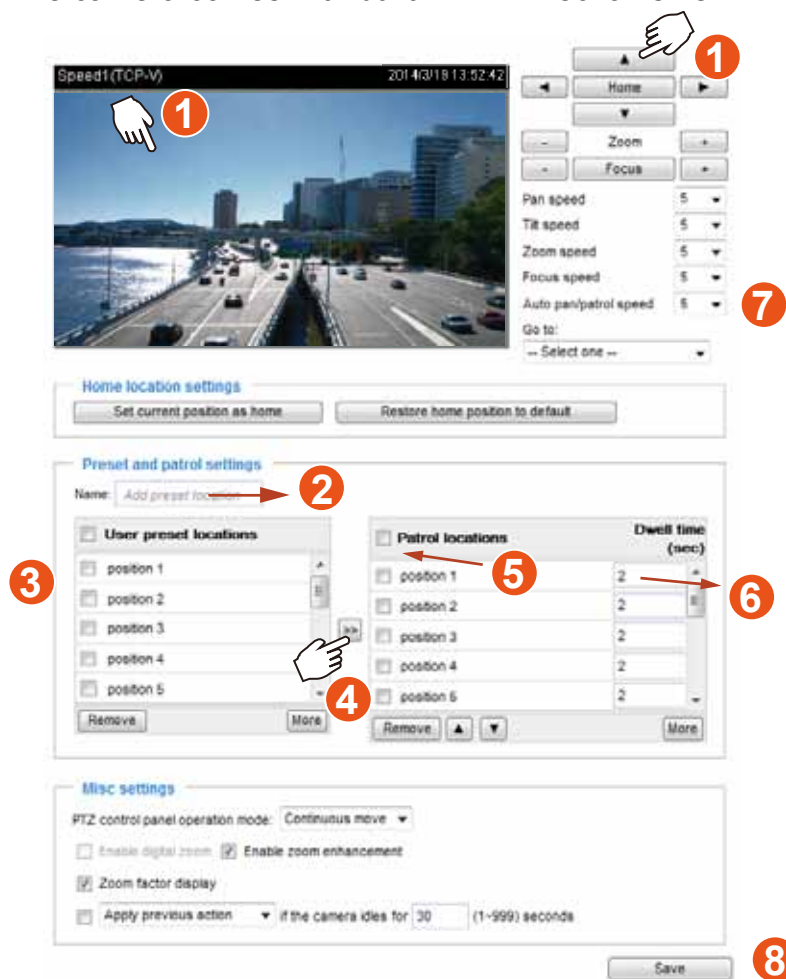 1
Speed1(TCP-V) 2014/3/18 13:52:42
1
▲
◄ Home ►
▼
- Zoom +
- Focus +
Pan speed 5
Tilt speed 5
Zoom speed 5
Focus speed 5
Auto pan/patrol speed 5
7
Go to:
-- Select one --
Home location settings
Set current position as home Restore home position to default
Preset and patrol settings
Name: Add preset location
2
User preset locations
3
position 1
position 2
position 3
position 4
position 5
Remove More
>>
4
Patrol locations Dwell time
(sec)
5
position 1 2
6
position 2 2
position 3 2
position 4 2
position 5 2
Remove ▲ ▼ More
Misc settings
PTZ control panel operation mode: Continuous move
Enable digital zoom Enable zoom enhancement
Zoom factor display
Apply previous action if the camera idles for 30 (1~999) seconds
Save
8